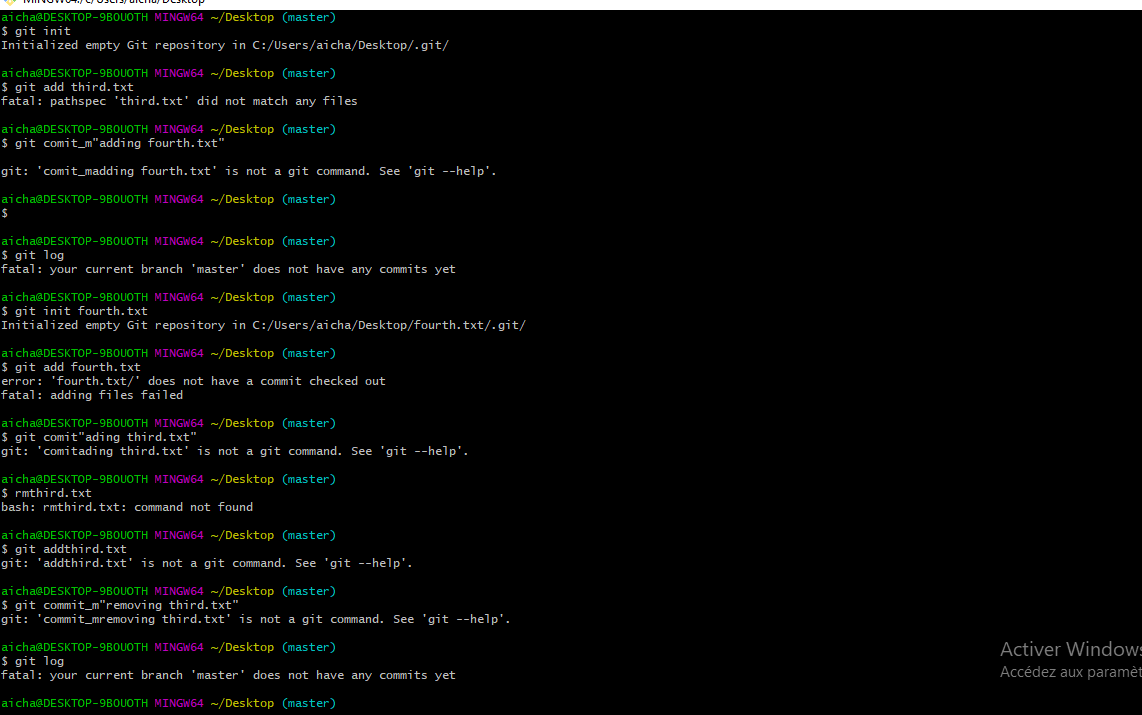 MINGW64:/c/Users/aicha/Desktop
aicha@DESKTOP-9BOUOTH MINGW64 ~/Desktop (master)
$ git init
Initialized empty Git repository in C:/Users/aicha/Desktop/.git/
aicha@DESKTOP-9BOUOTH MINGW64 ~/Desktop (master)
$ git add third.txt
fatal: pathspec 'third.txt' did not match any files
aicha@DESKTOP-9BOUOTH MINGW64 ~/Desktop (master)
$ git comit_m"adding fourth.txt"
git: 'comit_madding fourth.txt' is not a git command. See 'git --help'.
aicha@DESKTOP-9BOUOTH MINGW64 ~/Desktop (master)
$
aicha@DESKTOP-9BOUOTH MINGW64 ~/Desktop (master)
$ git log
fatal: your current branch 'master' does not have any commits yet
aicha@DESKTOP-9BOUOTH MINGW64 ~/Desktop (master)
$ git init fourth.txt
Initialized empty Git repository in C:/Users/aicha/Desktop/fourth.txt/.git/
aicha@DESKTOP-9BOUOTH MINGW64 ~/Desktop (master)
$ git add fourth.txt
error: 'fourth.txt/' does not have a commit checked out
fatal: adding files failed
aicha@DESKTOP-9BOUOTH MINGW64 ~/Desktop (master)
$ git comit"ading third.txt"
git: 'comitading third.txt' is not a git command. See 'git --help'.
aicha@DESKTOP-9BOUOTH MINGW64 ~/Desktop (master)
$ rmthird.txt
bash: rmthird.txt: command not found
aicha@DESKTOP-9BOUOTH MINGW64 ~/Desktop (master)
$ git addthird.txt
git: 'addthird.txt' is not a git command. See 'git --help'.
aicha@DESKTOP-9BOUOTH MINGW64 ~/Desktop (master)
$ git commit_m"removing third.txt"
git: 'commit_mremoving third.txt' is not a git command. See 'git --help'.
aicha@DESKTOP-9BOUOTH MINGW64 ~/Desktop (master)
$ git log
fatal: your current branch 'master' does not have any commits yet
aicha@DESKTOP-9BOUOTH MINGW64 ~/Desktop (master)
Activer Windows
Accédez aux paramèt